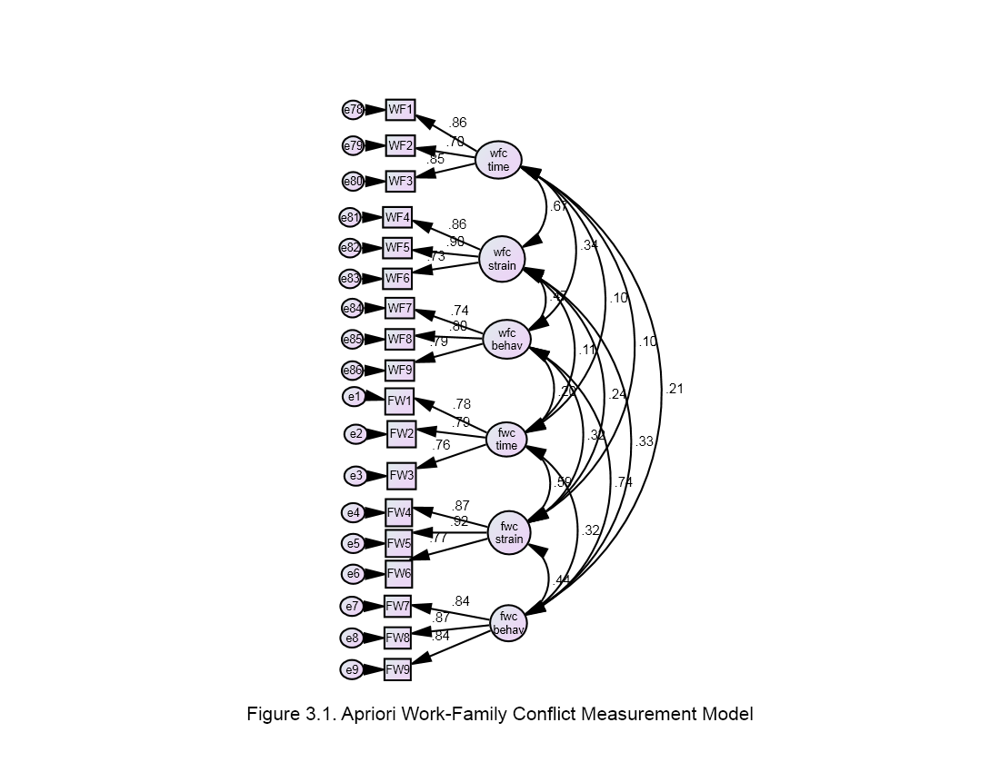 e78 WF1 .86
e79 WF2 .70
wfc
time
e80 WF3 .85
.67
e81 WF4 .86
e82 WF5 .90
wfc
strain
e83 WF6 .73
.34
.47
.10
e84 WF7 .74
e85 WF8 .80
wfc
behav
e86 WF9 .79
.11
.10
e1 FW1 .78
.20
.24
.21
e2 FW2 .79
fwc
time
e3 FW3 .76
.32
.33
.59
.74
e4 FW4 .87
e5 FW5 .92
fwc
strain
e6 FW6 .77
.32
.44
e7 FW7 .84
e8 FW8 .87
fwc
behav
e9 FW9 .84
Figure 3.1. Apriori Work-Family Conflict Measurement Model